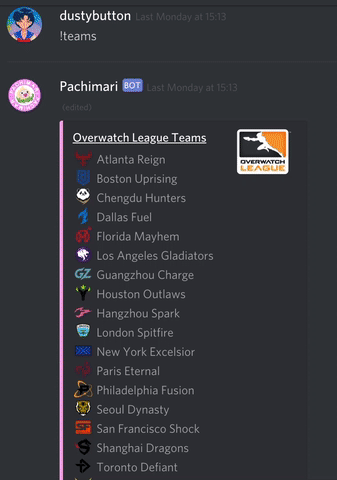 dustybutton Last Monday at 15:13
!teams
Pachimari BOT Last Monday at 15:13
(edited)
Overwatch League Teams
OVERWATCH
LEAGUE
Atlanta Reign
Boston Uprising
Chengdu Hunters
Dallas Fuel
Florida Mayhem
Los Angeles Gladiators
GZ Guangzhou Charge
Houston Outlaws
Hangzhou Spark
London Spitfire
New York Excelsior
Paris Eternal
Philadelphia Fusion
Seoul Dynasty
SF San Francisco Shock
Shanghai Dragons
Toronto Defiant